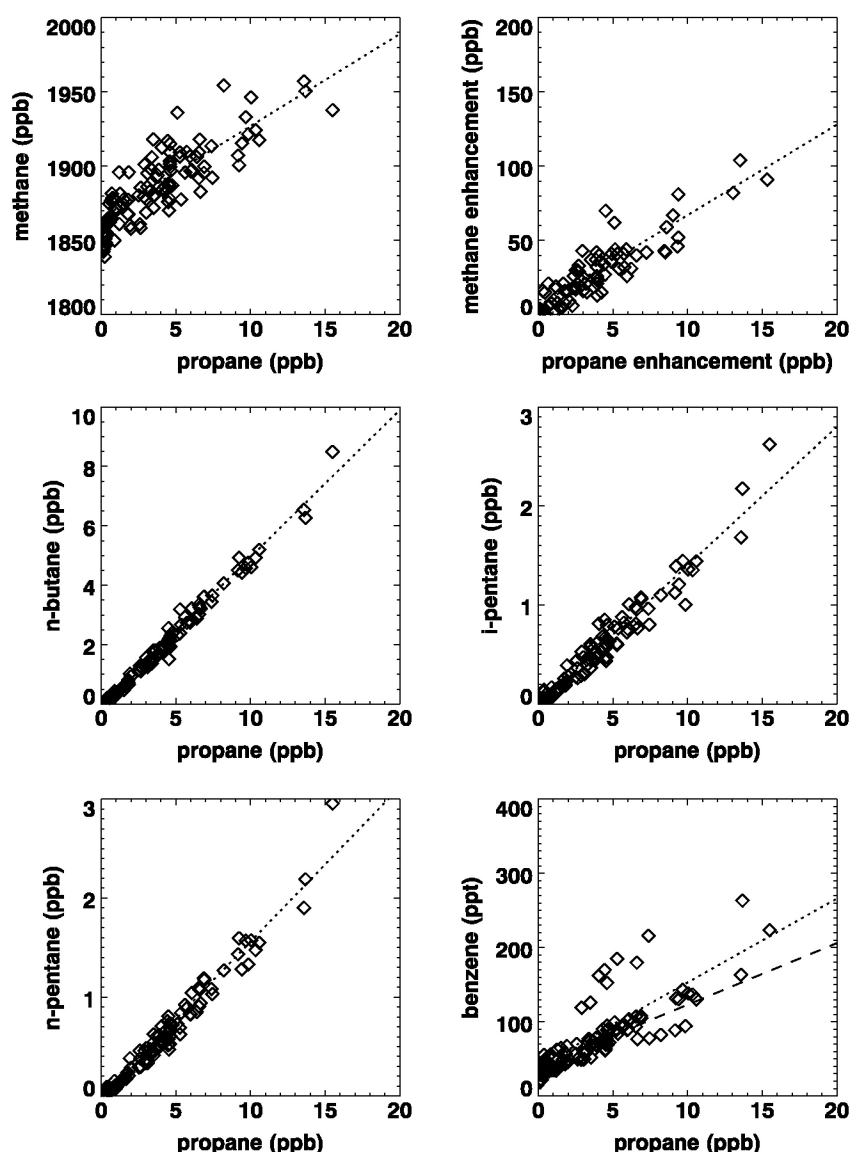 methane (ppb)
2000
1950
1900
1850
1800
0 5 10 15 20
propane (ppb)
methane enhancement (ppb)
200
150
100
50
0
0 5 10 15 20
propane enhancement (ppb)
n-butane (ppb)
10
8
6
4
2
0
0 5 10 15 20
propane (ppb)
i-pentane (ppb)
3
2
1
0
0 5 10 15 20
propane (ppb)
n-pentane (ppb)
3
2
1
0
0 5 10 15 20
propane (ppb)
benzene (ppt)
400
300
200
100
0
0 5 10 15 20
propane (ppb)